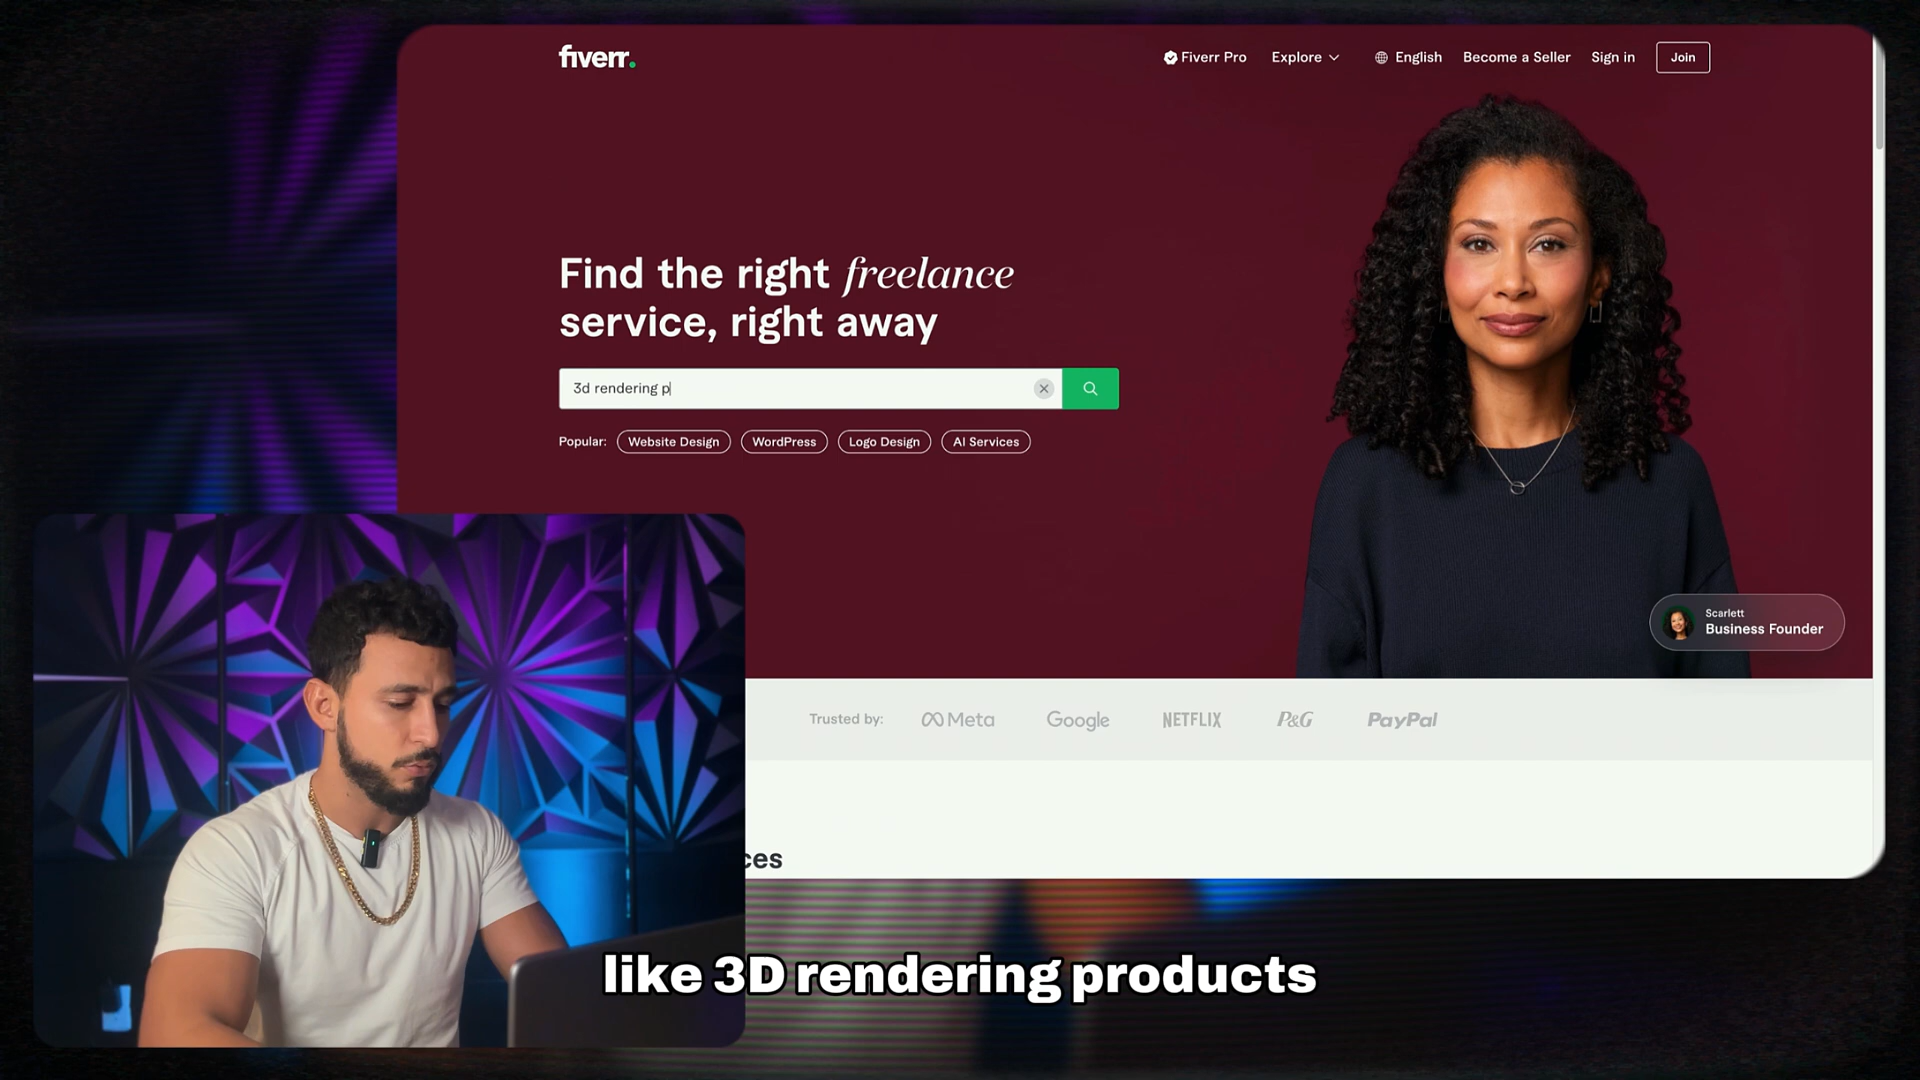 fiverr.
Fiverr Pro
Explore
English
Become a Seller
Sign in
Join
Find the right freelance
service, right away
3d rendering p
Popular:
Website Design
WordPress
Logo Design
AI Services
Scarlett
Business Founder
Trusted by:
Meta
Google
NETFLIX
P&G
PayPal
ces
like 3D rendering products